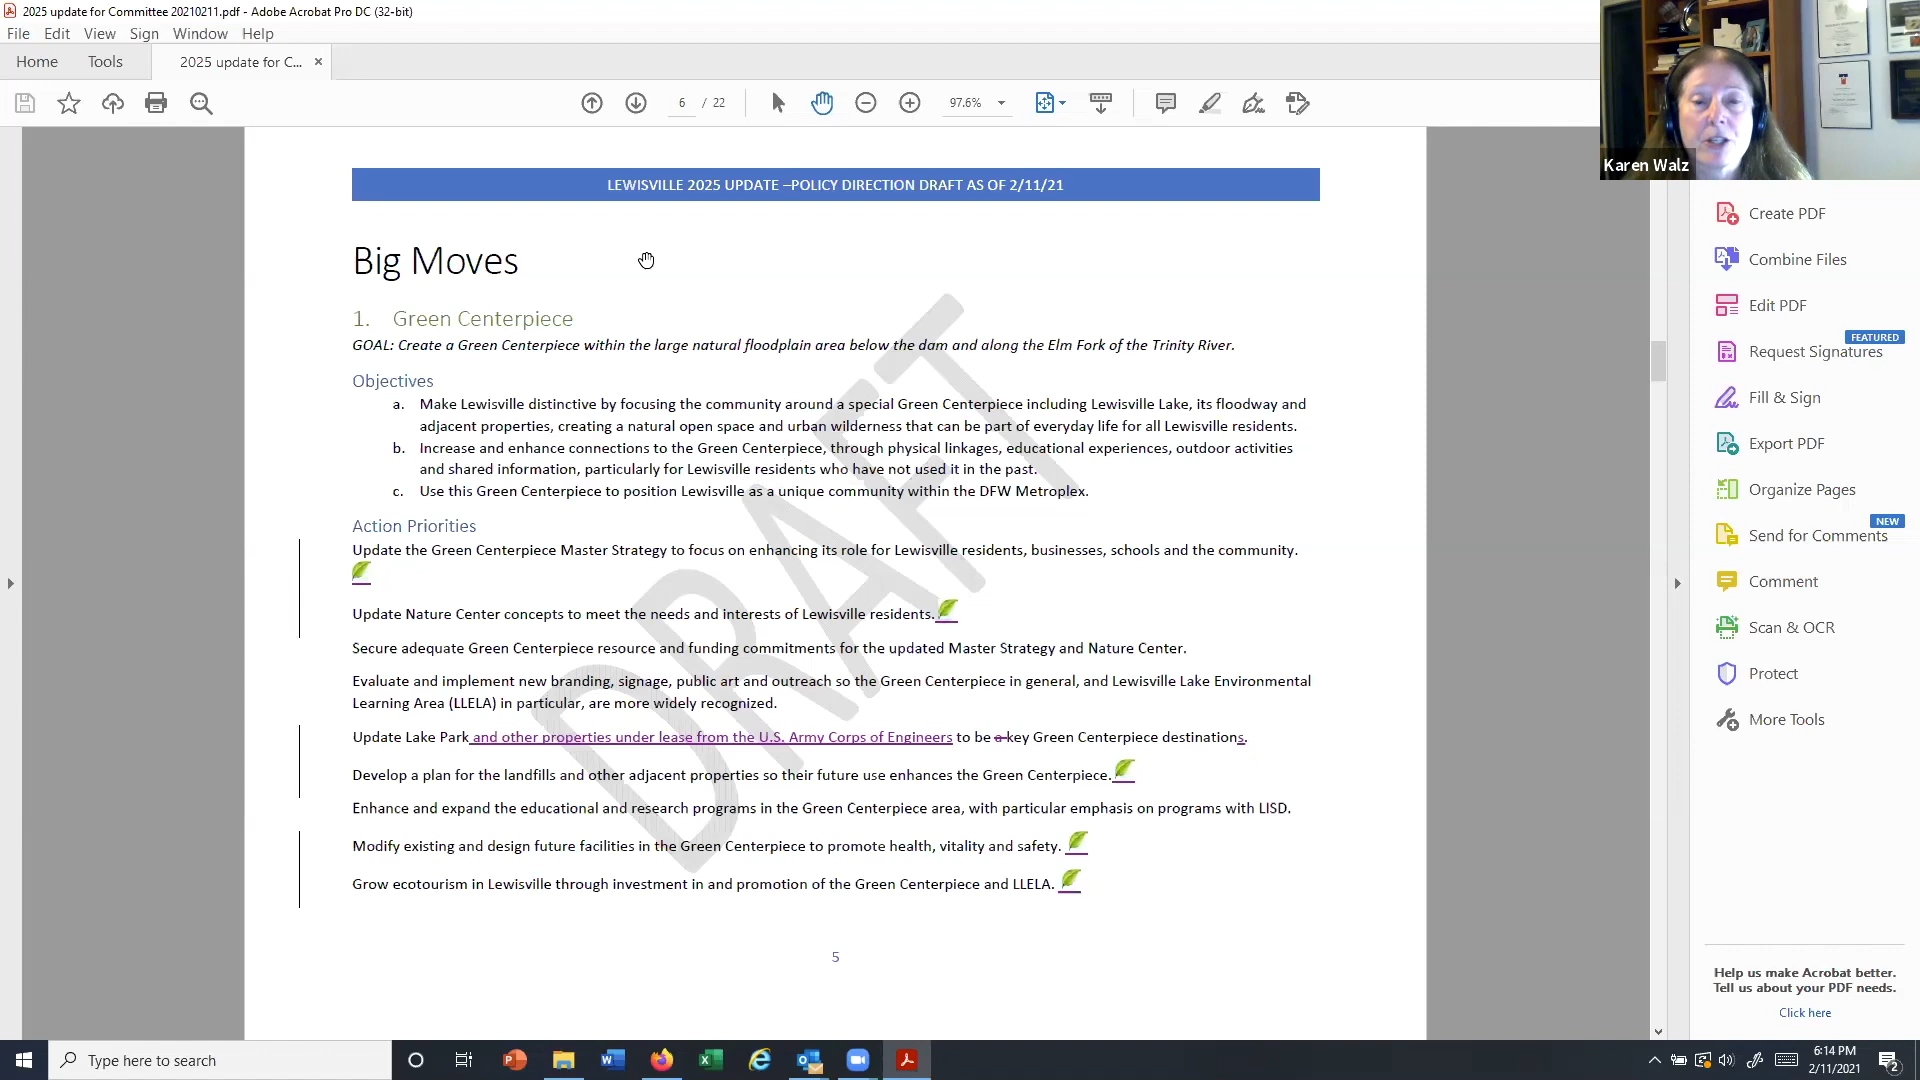 2025 update for Committee 20210211.pdf - Adobe Acrobat Pro DC (32-bit)
File Edit View Sign Window Help
Home Tools 2025 update for C... ×
6 / 22 97.6%
Karen Walz
LEWISVILLE 2025 UPDATE –POLICY DIRECTION DRAFT AS OF 2/11/21
Big Moves
1. Green Centerpiece
GOAL: Create a Green Centerpiece within the large natural floodplain area below the dam and along the Elm Fork of the Trinity River.
Objectives
a. Make Lewisville distinctive by focusing the community around a special Green Centerpiece including Lewisville Lake, its floodway and
adjacent properties, creating a natural open space and urban wilderness that can be part of everyday life for all Lewisville residents.
b. Increase and enhance connections to the Green Centerpiece, through physical linkages, educational experiences, outdoor activities
and shared information, particularly for Lewisville residents who have not used it in the past.
c. Use this Green Centerpiece to position Lewisville as a unique community within the DFW Metroplex.
Action Priorities
Update the Green Centerpiece Master Strategy to focus on enhancing its role for Lewisville residents, businesses, schools and the community.
Update Nature Center concepts to meet the needs and interests of Lewisville residents.
Secure adequate Green Centerpiece resource and funding commitments for the updated Master Strategy and Nature Center.
Evaluate and implement new branding, signage, public art and outreach so the Green Centerpiece in general, and Lewisville Lake Environmental
Learning Area (LLELA) in particular, are more widely recognized.
Update Lake Park and other properties under lease from the U.S. Army Corps of Engineers to be a key Green Centerpiece destinations.
Develop a plan for the landfills and other adjacent properties so their future use enhances the Green Centerpiece.
Enhance and expand the educational and research programs in the Green Centerpiece area, with particular emphasis on programs with LISD.
Modify existing and design future facilities in the Green Centerpiece to promote health, vitality and safety.
Grow ecotourism in Lewisville through investment in and promotion of the Green Centerpiece and LLELA.
5
DRAFT
Create PDF
Combine Files
Edit PDF
FEATURED
Request Signatures
Fill & Sign
Export PDF
Organize Pages
NEW
Send for Comments
Comment
Scan & OCR
Protect
More Tools
Help us make Acrobat better.
Tell us about your PDF needs.
Click here
Type here to search
6:14 PM
2/11/2021
2